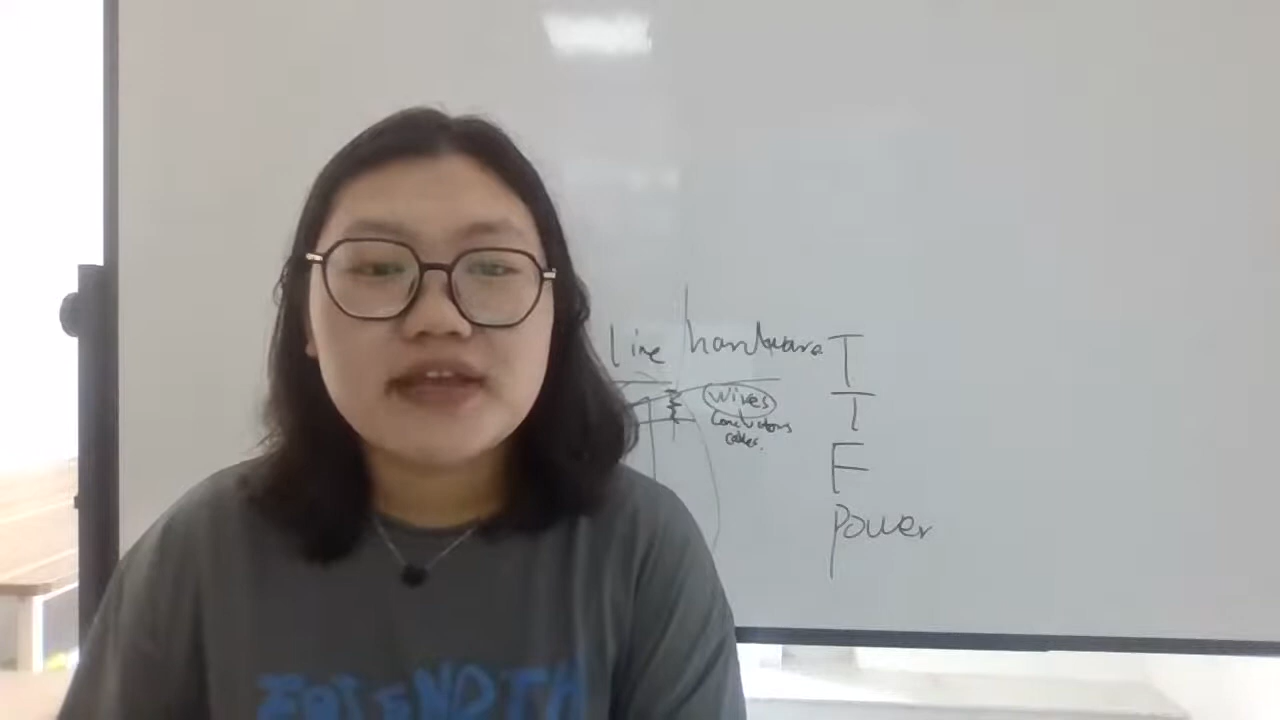 line hardware
wires
Conductors
cables.
T
I
F
Power